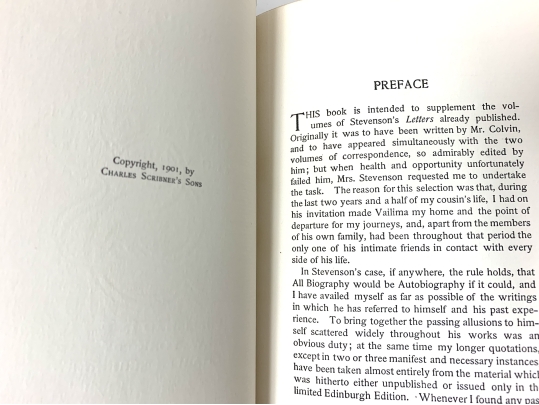 Copyright, 1901, by
CHARLES SCRIBNER'S SONS
PREFACE
THIS book is intended to supplement the vol-
umes of Stevenson's Letters already published.
Originally it was to have been written by Mr. Colvin,
and to have appeared simultaneously with the two
volumes of correspondence, so admirably edited by
him; but when health and opportunity unfortunately
failed him, Mrs. Stevenson requested me to undertake
the task. The reason for this selection was that, during
the last two years and a half of my cousin's life, I had on
his invitation made Vailima my home and the point of
departure for my journeys, and, apart from the members
of his own family, had been throughout that period the
only one of his intimate friends in contact with every
side of his life.
In Stevenson's case, if anywhere, the rule holds, that
All Biography would be Autobiography if it could, and
I have availed myself as far as possible of the writings
in which he has referred to himself and his past expe-
rience. To bring together the passing allusions to him-
self scattered widely throughout his works was an
obvious duty; at the same time my longer quotations,
except in two or three manifest and necessary instances
have been taken almost entirely from the material which
was hitherto either unpublished or issued only in the
limited Edinburgh Edition. Whenever I found any pas